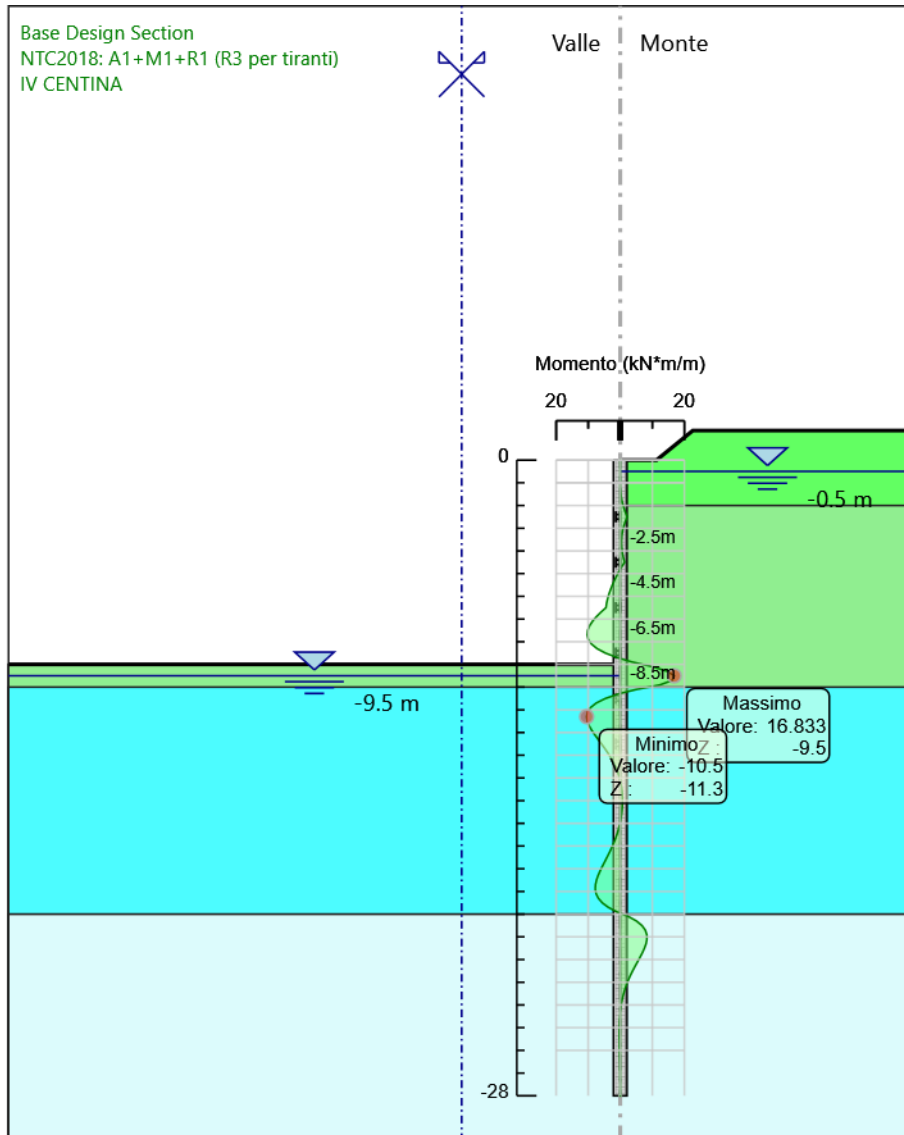 Base Design Section
NTC2018: A1+M1+R1 (R3 per tiranti)
IV CENTINA
Valle
Monte
Momento (kN*m/m)
20
20
0
-0.5 m
-2.5m
-4.5m
-6.5m
-8.5m
-9.5 m
Massimo
Valore: 16.833
Z : -9.5
Minimo
Valore: -10.5
Z : -11.3
-28